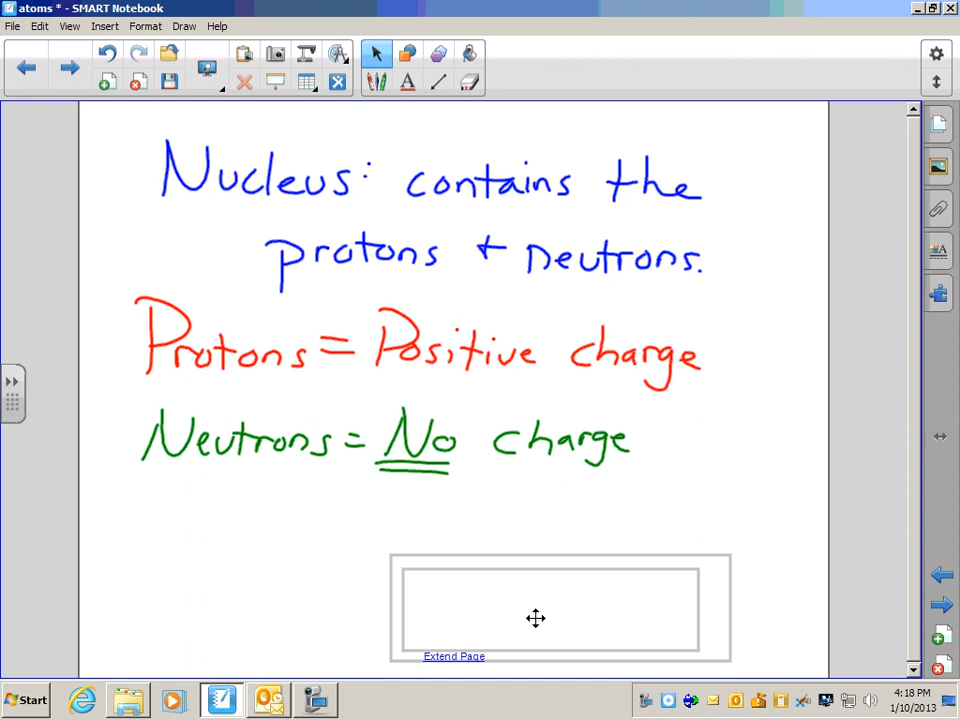 atoms * - SMART Notebook
File Edit View Insert Format Draw Help
Nucleus: contains the
protons + neutrons.
Protons = Positive charge
Neutrons = No charge
Extend Page
Start
4:18 PM
1/10/2013